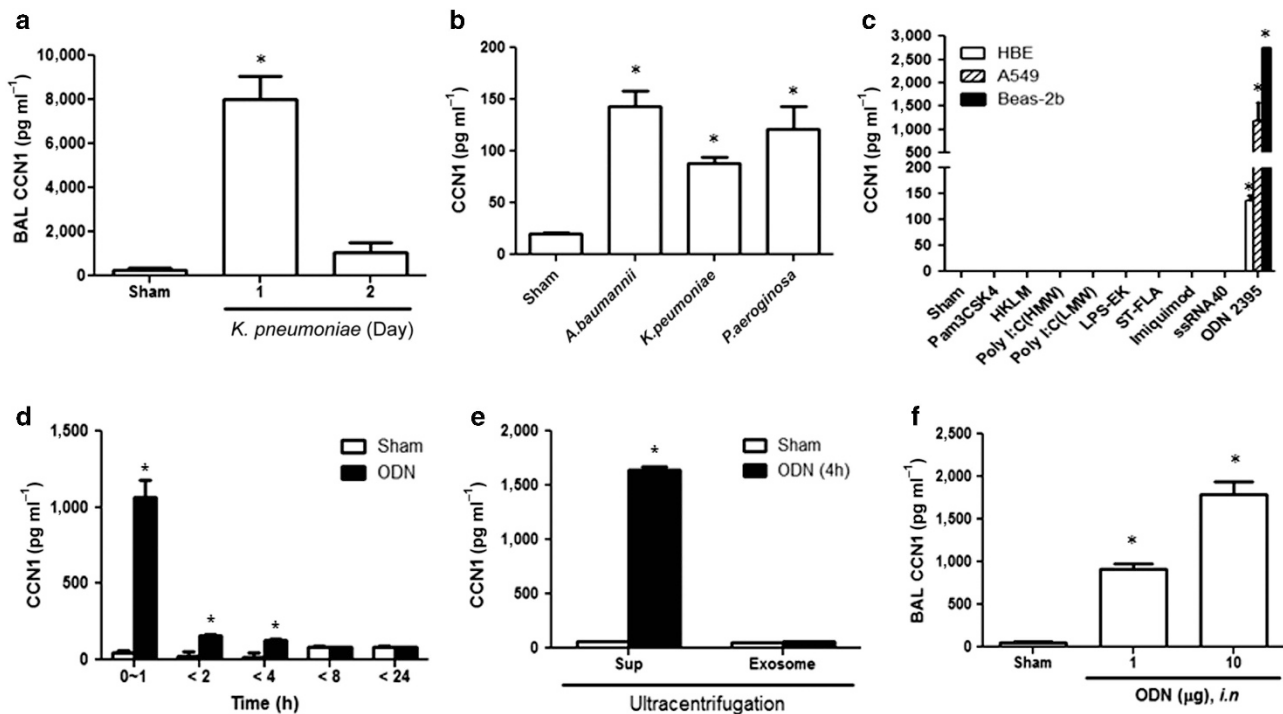 a
BAL CCN1 (pg ml⁻¹)
10,000
8,000
6,000
4,000
2,000
0
Sham
1
2
K. pneumoniae (Day)
*
b
CCN1 (pg ml⁻¹)
200
150
100
50
0
Sham
A.baumannii
K.peumoniae
P.aeroginosa
*
*
*
c
CCN1 (pg ml⁻¹)
3,000
2,500
2,000
1,500
1,000
500
200
150
100
50
0
HBE
A549
Beas-2b
Sham
Pam3CSK4
HKLM
Poly I:C(HMW)
Poly I:C(LMW)
LPS-EK
ST-FLA
Imiquimod
ssRNA40
ODN 2395
*
*
*
d
CCN1 (pg ml⁻¹)
1,500
1,000
500
0
Sham
ODN
0~1
< 2
< 4
< 8
< 24
Time (h)
*
*
*
e
CCN1 (pg ml⁻¹)
2,000
1,500
1,000
500
0
Sham
ODN (4h)
Sup
Exosome
Ultracentrifugation
*
f
BAL CCN1 (pg ml⁻¹)
2,500
2,000
1,500
1,000
500
0
Sham
1
10
ODN (μg), i.n
*
*